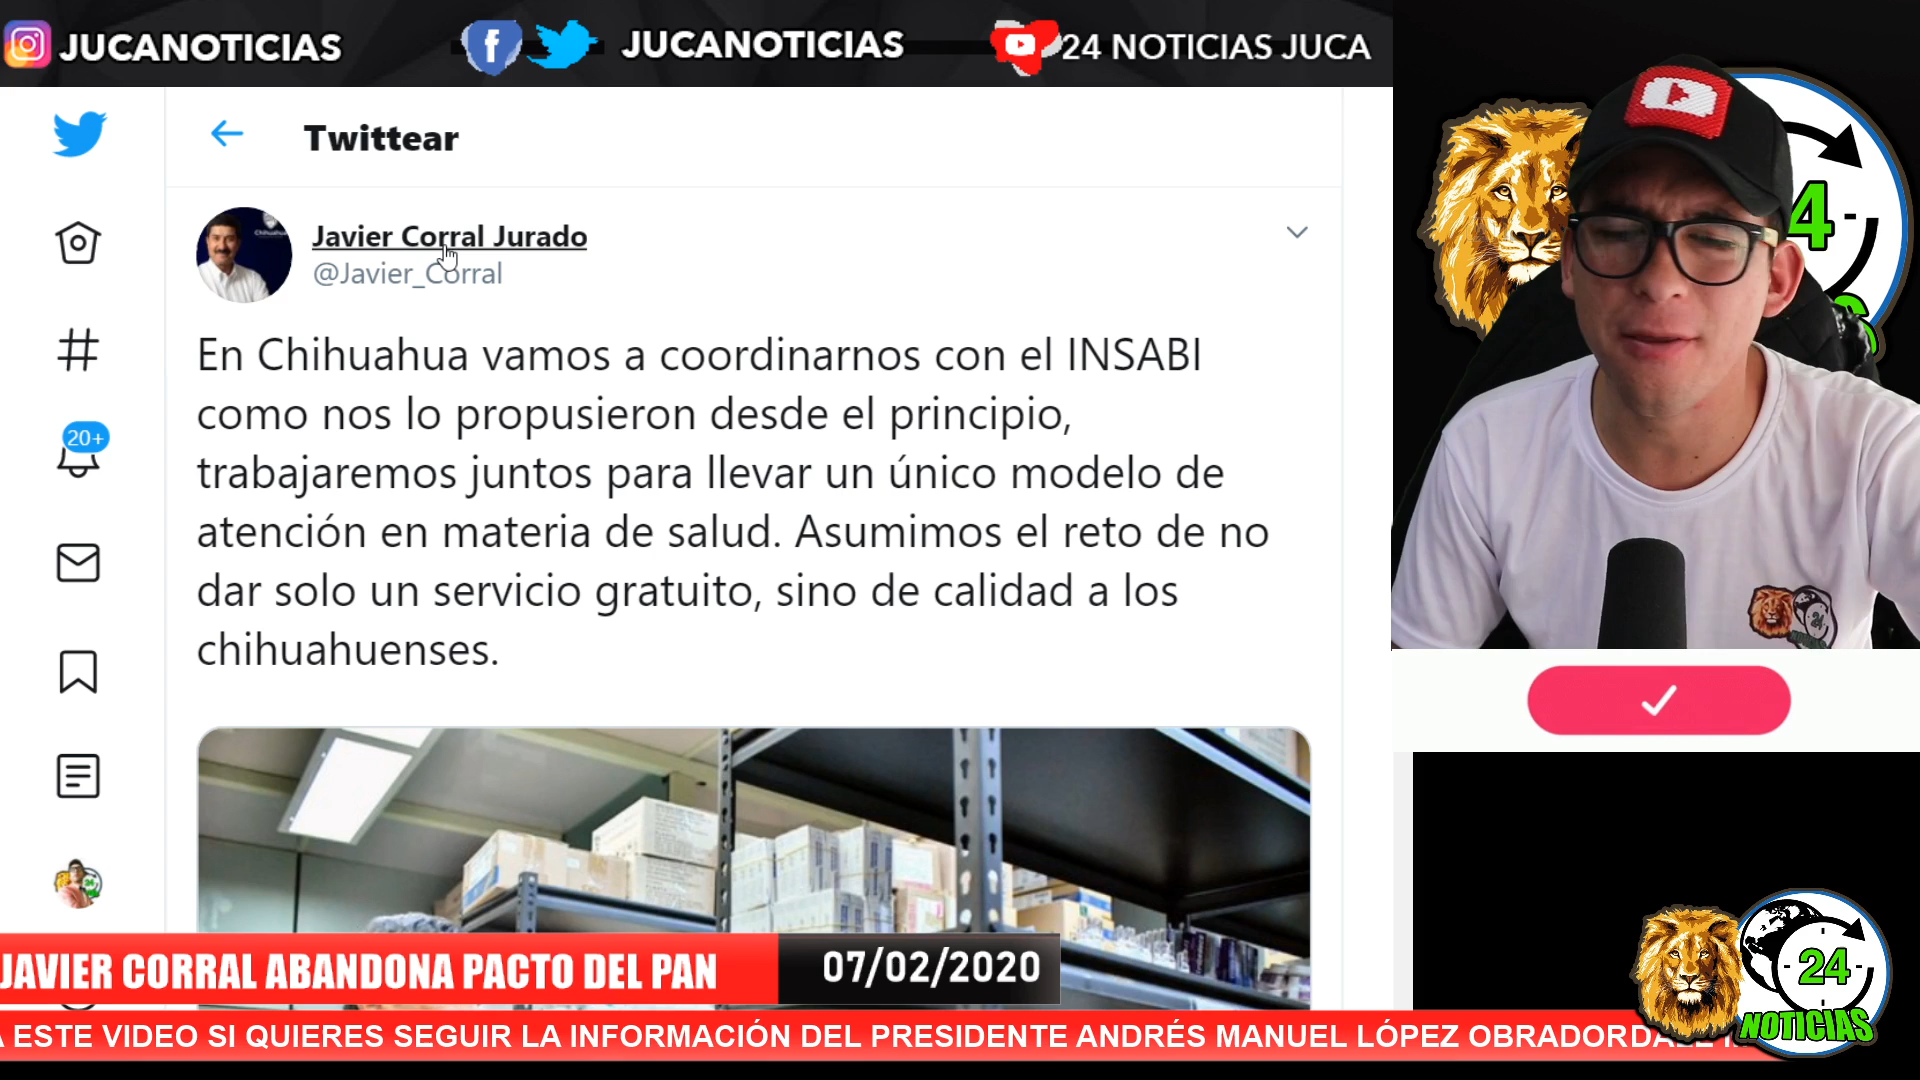 JUCANOTICIAS
JUCANOTICIAS
24 NOTICIAS JUCA
Twittear
Javier Corral Jurado
@Javier_Corral
En Chihuahua vamos a coordinarnos con el INSABI
como nos lo propusieron desde el principio,
trabajaremos juntos para llevar un único modelo de
atención en materia de salud. Asumimos el reto de no
dar solo un servicio gratuito, sino de calidad a los
chihuahuenses.
20+
4
JAVIER CORRAL ABANDONA PACTO DEL PAN
07/02/2020
A ESTE VIDEO SI QUIERES SEGUIR LA INFORMACIÓN DEL PRESIDENTE ANDRÉS MANUEL LÓPEZ OBRADOR
24
NOTICIAS